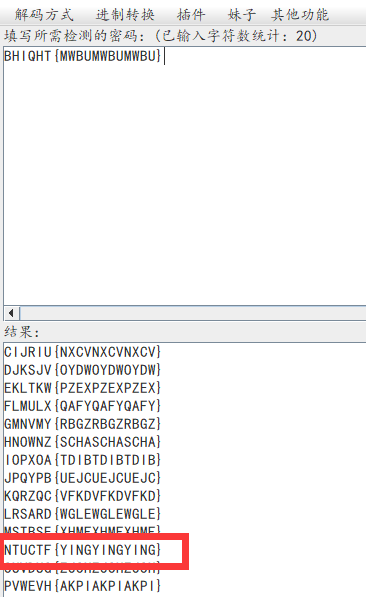 解码方式 进制转换 插件 妹子 其他功能
填写所需检测的密码：(已输入字符数统计：20)
BHIQHT{MWBUMWBUMWBU}
结果：
CIJRIU{NXCVNXCVNXCV}
DJKSJV{OYDWOYDWOYDW}
EKLTKW{PZEXPZEXPZEX}
FLMULX{QAFYQAFYQAFY}
GMNVMY{RBGZRBGZRBGZ}
HNOWNZ{SCHASCHASCHA}
IOPXOA{TDIBTDIBTDIB}
JPQYPB{UEJCUEJCUEJC}
KQRZQC{VFKDVFKDVFKD}
LRSARD{WGLEWGLEWGLE}
MSTBSE{XHMFXHMFXHMF}
NTUCTF{YINGYINGYING}
PVWEVH{AKPIAKPIAKPI}